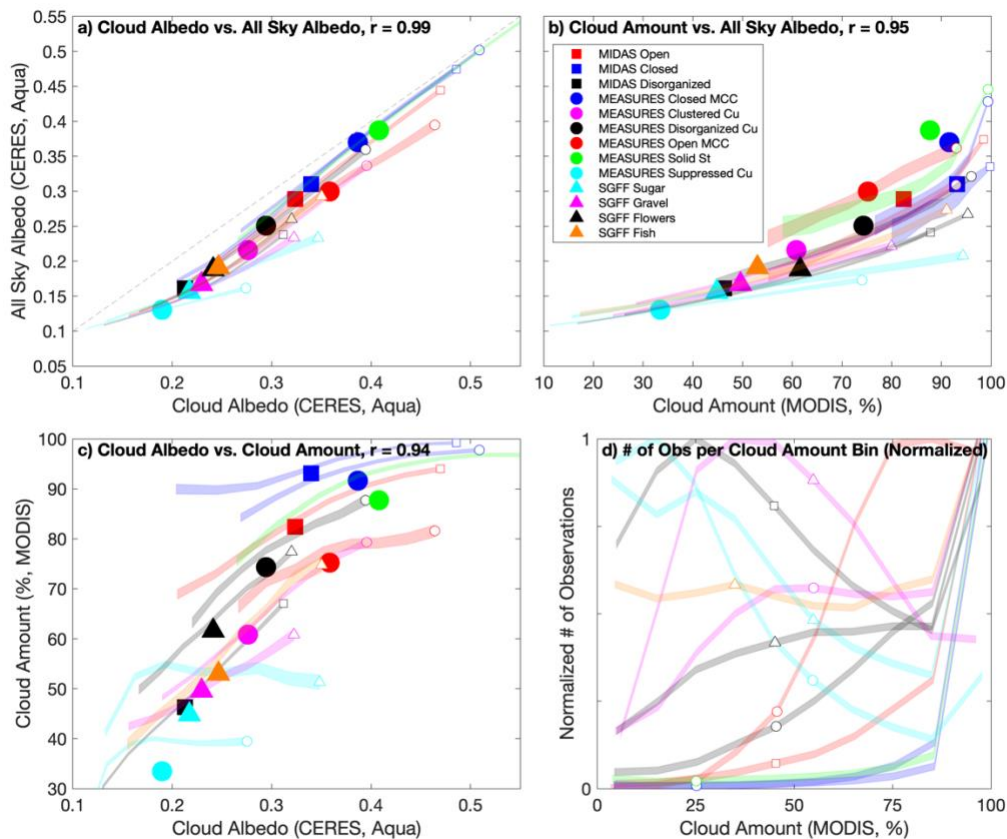 a) Cloud Albedo vs. All Sky Albedo, r = 0.99
All Sky Albedo (CERES, Aqua)
0.55
0.5
0.45
0.4
0.35
0.3
0.25
0.2
0.15
0.1
0.05
0.1 0.2 0.3 0.4 0.5
Cloud Albedo (CERES, Aqua)
b) Cloud Amount vs. All Sky Albedo, r = 0.95
MIDAS Open
MIDAS Closed
MIDAS Disorganized
MEASURES Closed MCC
MEASURES Clustered Cu
MEASURES Disorganized Cu
MEASURES Open MCC
MEASURES Solid St
MEASURES Suppressed Cu
SGFF Sugar
SGFF Gravel
SGFF Flowers
SGFF Fish
10 20 30 40 50 60 70 80 90 100
Cloud Amount (MODIS, %)
c) Cloud Albedo vs. Cloud Amount, r = 0.94
Cloud Amount (%, MODIS)
100
90
80
70
60
50
40
30
0.1 0.2 0.3 0.4 0.5
Cloud Albedo (CERES, Aqua)
d) # of Obs per Cloud Amount Bin (Normalized)
Normalized # of Observations
1
0
0 25 50 75 100
Cloud Amount (MODIS, %)